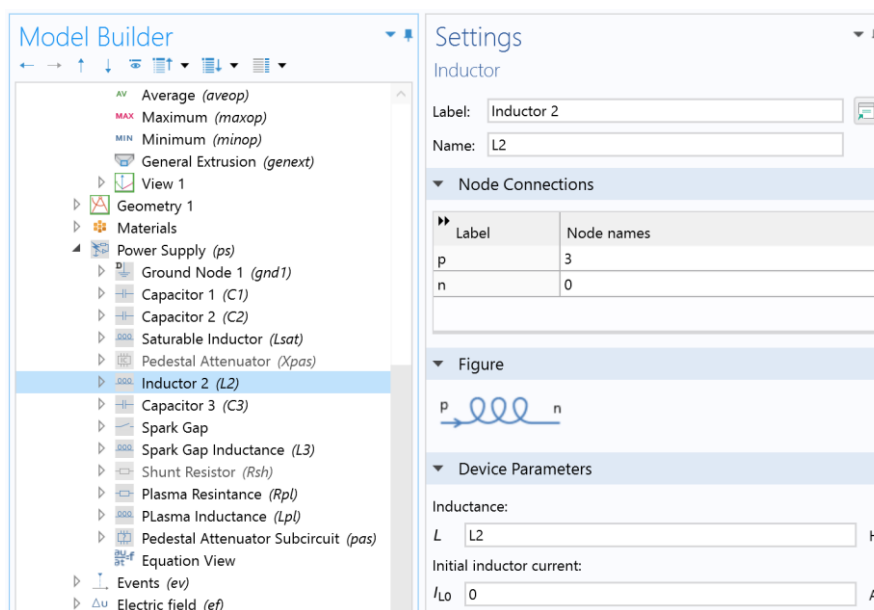 Model Builder
AV Average (aveop)
MAX Maximum (maxop)
MIN Minimum (minop)
General Extrusion (genext)
View 1
Geometry 1
Materials
Power Supply (ps)
D Ground Node 1 (gnd1)
Capacitor 1 (C1)
Capacitor 2 (C2)
Saturable Inductor (Lsat)
Pedestal Attenuator (Xpas)
Inductor 2 (L2)
Capacitor 3 (C3)
Spark Gap
Spark Gap Inductance (L3)
Shunt Resistor (Rsh)
Plasma Resintance (Rpl)
PLasma Inductance (Lpl)
Pedestal Attenuator Subcircuit (pas)
Equation View
Events (ev)
Δu Electric field (ef)
Settings
Inductor
Label: Inductor 2
Name: L2
Node Connections
Label Node names
p 3
n 0
Figure
p n
Device Parameters
Inductance:
L L2 H
Initial inductor current:
IL0 0 A